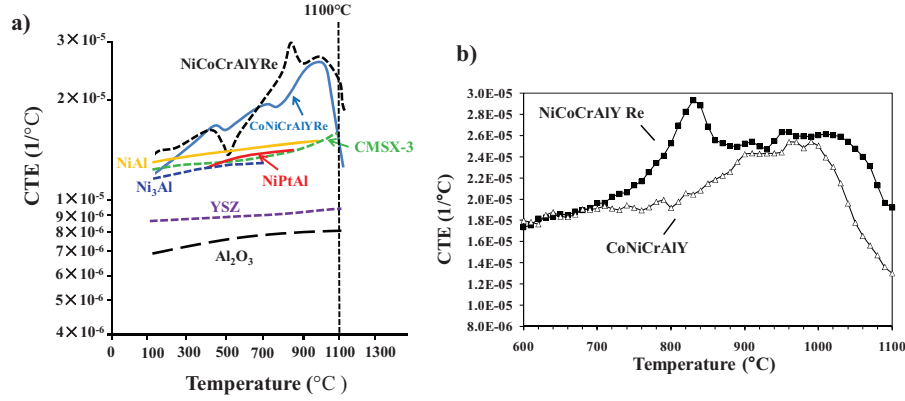 a)
1100°C
3×10⁻⁵
2×10⁻⁵
1×10⁻⁵
9×10⁻⁶
8×10⁻⁶
7×10⁻⁶
6×10⁻⁶
5×10⁻⁶
4×10⁻⁶
CTE (1/°C)
NiCoCrAlYRe
CoNiCrAlYRe
CMSX-3
NiAl
NiPtAl
Ni₃Al
YSZ
Al₂O₃
0 100 300 500 700 900 1100 1300
Temperature (°C )
b)
3.0E-05
2.8E-05
2.6E-05
2.4E-05
2.2E-05
2.0E-05
1.8E-05
1.6E-05
1.4E-05
1.2E-05
1.0E-05
8.0E-06
CTE (1/°C)
NiCoCrAlY Re
CoNiCrAlY
600 700 800 900 1000 1100
Temperature (°C)